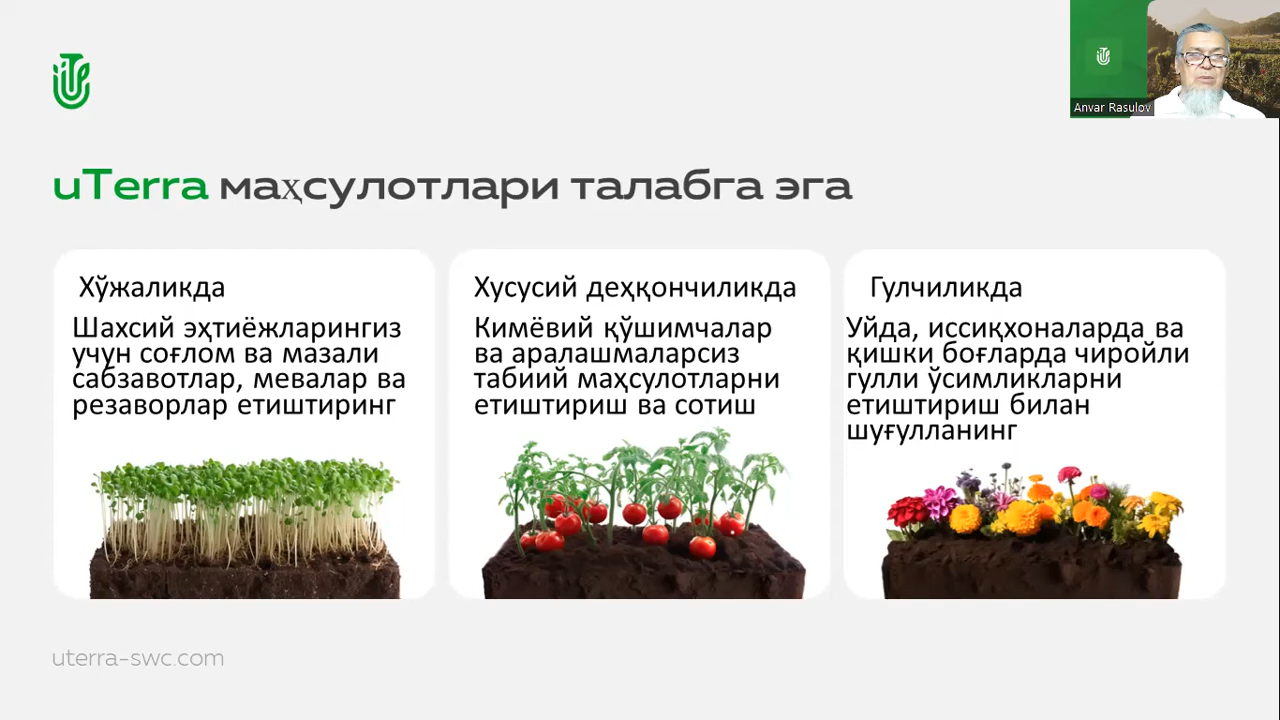 Anvar Rasulov
uTerra маҳсулотлари талабга эга
Хўжаликда
Шахсий эҳтиёжларингиз
учун соғлом ва мазали
сабзавотлар, мевалар ва
резаворлар етиштиринг
Хусусий деҳқончиликда
Кимёвий қўшимчалар
ва аралашмаларсиз
табиий маҳсулотларни
етиштириш ва сотиш
Гулчиликда
Уйда, иссиқхоналарда ва
қишки боғларда чиройли
гулли ўсимликларни
етиштириш билан
шуғулланинг
uterra-swc.com